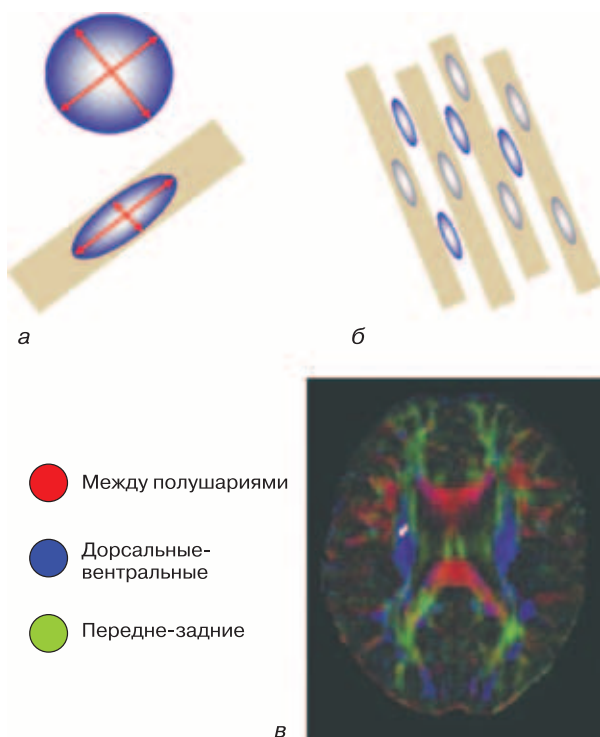 а
б
Между полушариями
Дорсальные-
вентральные
Передне-задние
в